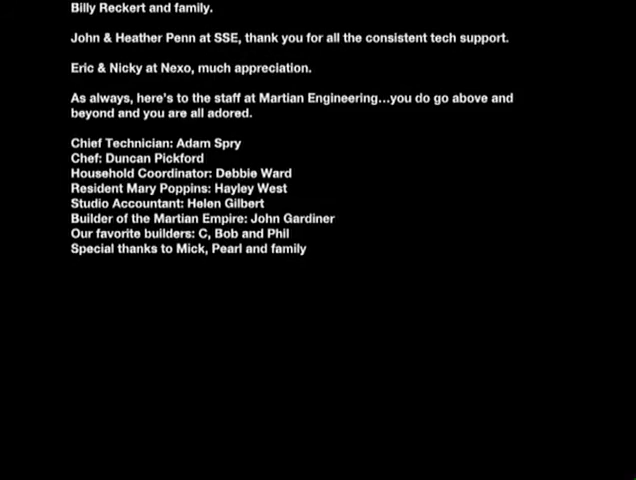 Billy Reckert and family.
John & Heather Penn at SSE, thank you for all the consistent tech support.
Eric & Nicky at Nexo, much appreciation.
As always, here's to the staff at Martian Engineering...you do go above and
beyond and you are all adored.
Chief Technician: Adam Spry
Chef: Duncan Pickford
Household Coordinator: Debbie Ward
Resident Mary Poppins: Hayley West
Studio Accountant: Helen Gilbert
Builder of the Martian Empire: John Gardiner
Our favorite builders: C, Bob and Phil
Special thanks to Mick, Pearl and family